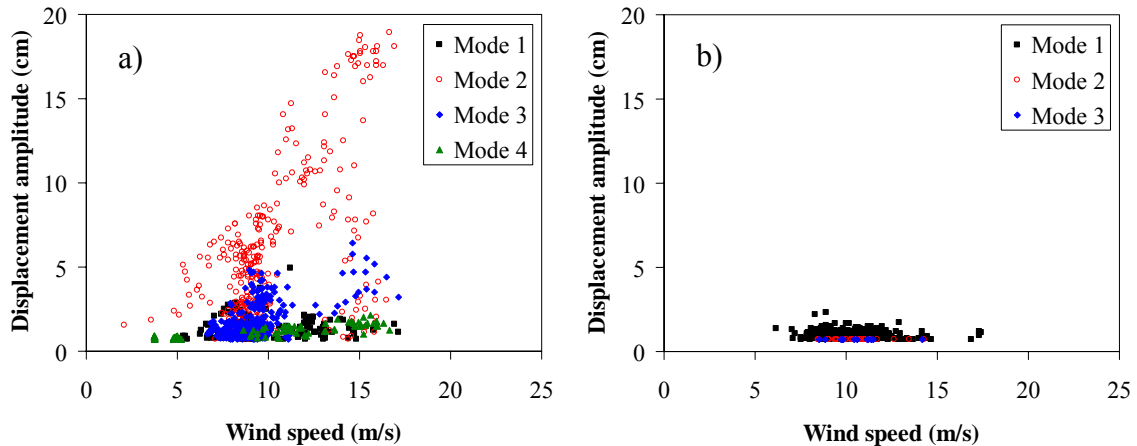 a)
Displacement amplitude (cm)
20
15
10
5
0
Mode 1
Mode 2
Mode 3
Mode 4
0 5 10 15 20 25
Wind speed (m/s)
b)
Displacement amplitude (cm)
20
15
10
5
0
Mode 1
Mode 2
Mode 3
0 5 10 15 20 25
Wind speed (m/s)